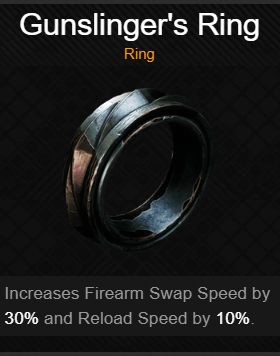 Gunslinger's Ring
Ring
Increases Firearm Swap Speed by
30% and Reload Speed by 10%.